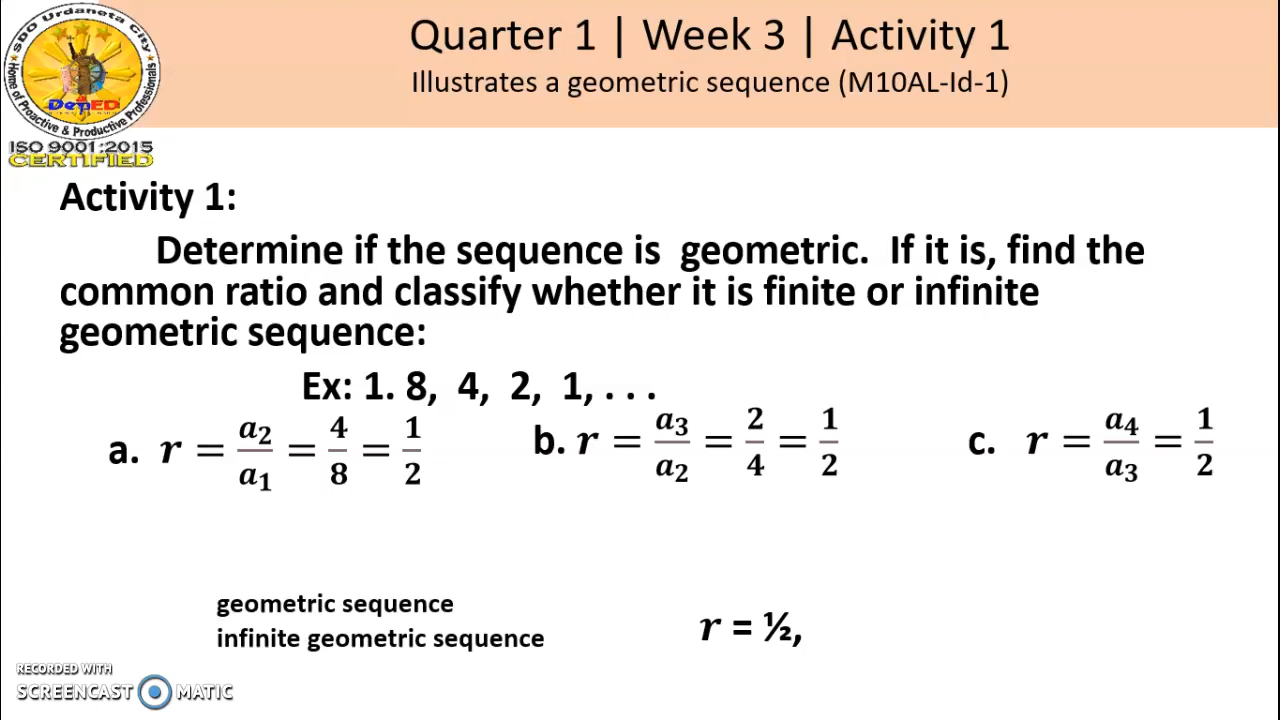 SDO Urdaneta City
Home of Proactive & Productive Professionals
DepED
ISO 9001:2015
CERTIFIED
Quarter 1 | Week 3 | Activity 1
Illustrates a geometric sequence (M10AL-Id-1)
Activity 1:
Determine if the sequence is geometric. If it is, find the
common ratio and classify whether it is finite or infinite
geometric sequence:
Ex: 1. 8, 4, 2, 1, . . .
a. r = a₂/a₁ = 4/8 = 1/2
b. r = a₃/a₂ = 2/4 = 1/2
c. r = a₄/a₃ = 1/2
geometric sequence
infinite geometric sequence
r = ½,
RECORDED WITH
SCREENCAST MATIC